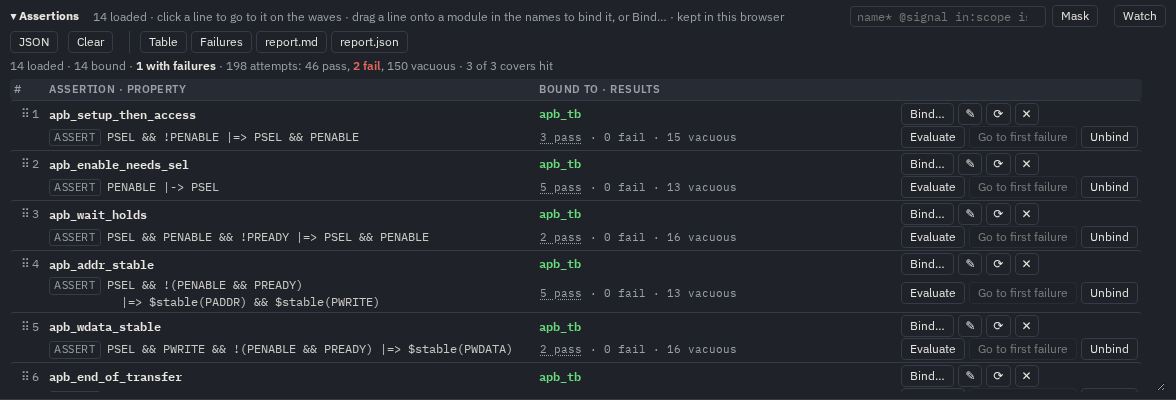 ▾ Assertions 14 loaded · click a line to go to it on the waves · drag a line onto a module in the names to bind it, or Bind... · kept in this browser name* @signal in:scope Mask Watch
JSON Clear Table Failures report.md report.json
14 loaded · 14 bound · 1 with failures · 198 attempts: 46 pass, 2 fail, 150 vacuous · 3 of 3 covers hit
# ASSERTION · PROPERTY BOUND TO · RESULTS
⠿ 1 apb_setup_then_access apb_tb Bind... ✎ ⟳ ✕
ASSERT PSEL && !PENABLE |=> PSEL && PENABLE 3 pass · 0 fail · 15 vacuous Evaluate Go to first failure Unbind
⠿ 2 apb_enable_needs_sel apb_tb Bind... ✎ ⟳ ✕
ASSERT PENABLE |-> PSEL 5 pass · 0 fail · 13 vacuous Evaluate Go to first failure Unbind
⠿ 3 apb_wait_holds apb_tb Bind... ✎ ⟳ ✕
ASSERT PSEL && PENABLE && !PREADY |=> PSEL && PENABLE 2 pass · 0 fail · 16 vacuous Evaluate Go to first failure Unbind
⠿ 4 apb_addr_stable apb_tb Bind... ✎ ⟳ ✕
ASSERT PSEL && !(PENABLE && PREADY)
|=> $stable(PADDR) && $stable(PWRITE) 5 pass · 0 fail · 13 vacuous Evaluate Go to first failure Unbind
⠿ 5 apb_wdata_stable apb_tb Bind... ✎ ⟳ ✕
ASSERT PSEL && PWRITE && !(PENABLE && PREADY) |=> $stable(PWDATA) 2 pass · 0 fail · 16 vacuous Evaluate Go to first failure Unbind
⠿ 6 apb_end_of_transfer apb_tb Bind... ✎ ⟳ ✕